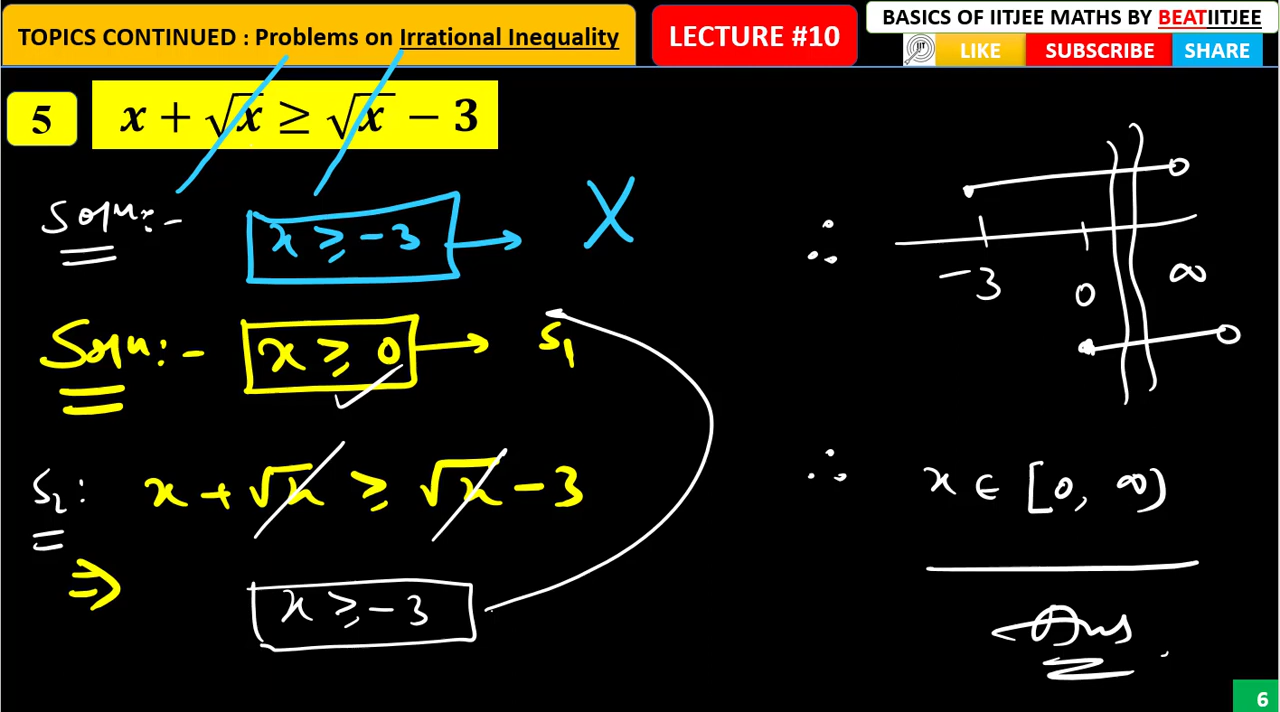 TOPICS CONTINUED : Problems on Irrational Inequality
LECTURE #10
BASICS OF IITJEE MATHS BY BEATIITJEE
LIKE SUBSCRIBE SHARE
5
x + √x ≥ √x − 3
Soln:-
x ≥ -3 → X
Soln:- x ≥ 0 → S₁
S₂: x + √x ≥ √x - 3
⇒
x ≥ -3
∴
-3 0 ∞
∴ x ∈ [0, ∞)
Ans
6